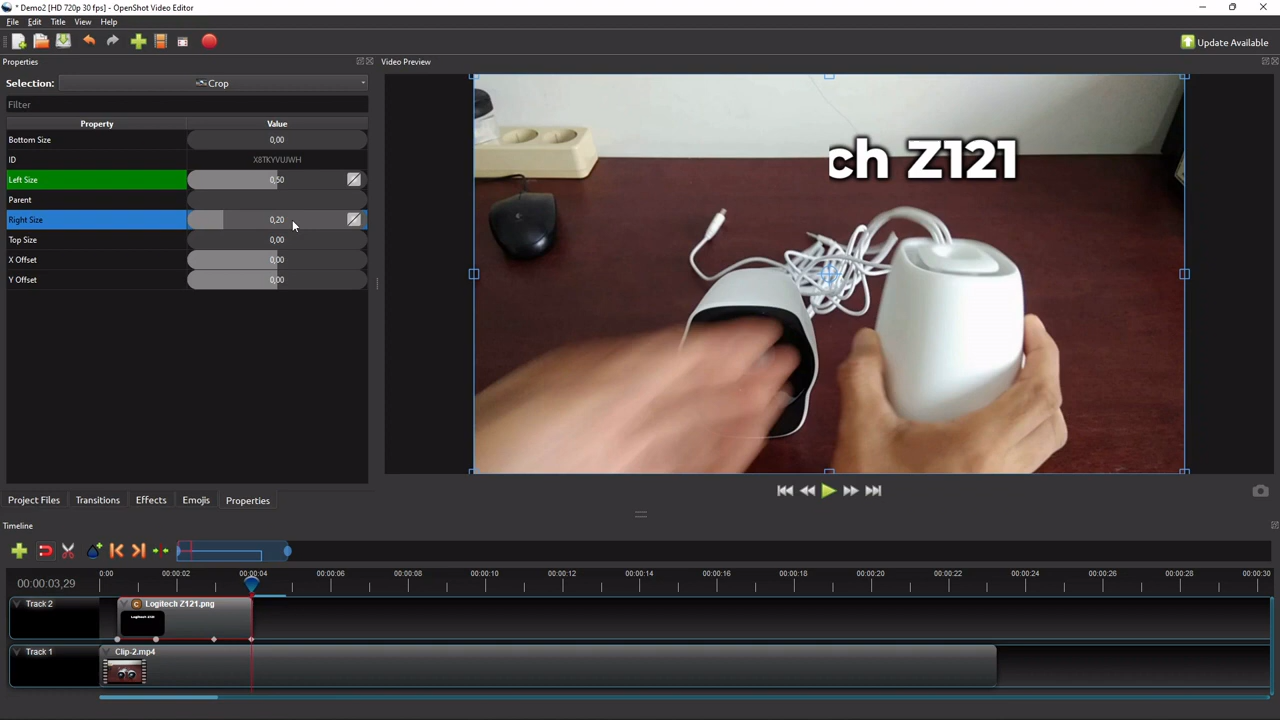 * Demo2 [HD 720p 30 fps] - OpenShot Video Editor
File Edit Title View Help
Update Available
Properties
Video Preview
Selection: Crop
Filter
Property Value
Bottom Size 0,00
ID X8TKYVUJWH
Left Size 0,50
Parent
Right Size 0,20
Top Size 0,00
X Offset 0,00
Y Offset 0,00
ch Z121
Project Files Transitions Effects Emojis Properties
Timeline
00:00:03,29
0:00 00:00:02 00:00:04 00:00:06 00:00:08 00:00:10 00:00:12 00:00:14 00:00:16 00:00:18 00:00:20 00:00:22 00:00:24 00:00:26 00:00:28 00:00:30
Track 2 C Logitech Z121.png
Logitech Z121
Track 1 Clip-2.mp4